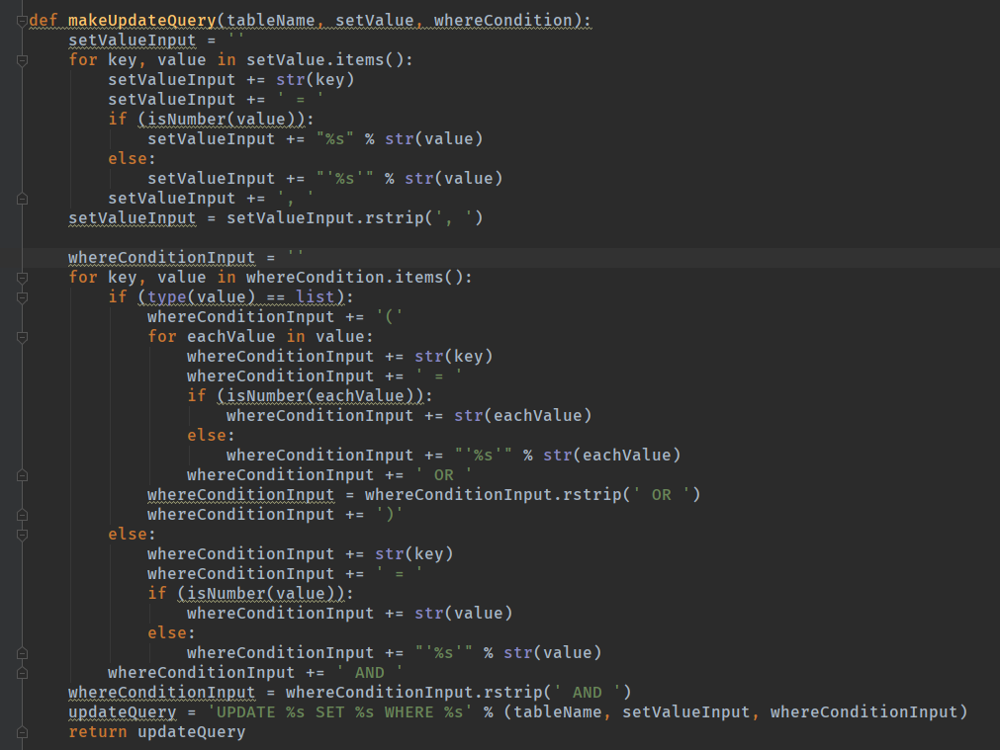 def makeUpdateQuery(tableName, setValue, whereCondition):
    setValueInput = ''
    for key, value in setValue.items():
        setValueInput += str(key)
        setValueInput += ' = '
        if (isNumber(value)):
            setValueInput += "%s" % str(value)
        else:
            setValueInput += "'%s'" % str(value)
        setValueInput += ', '
    setValueInput = setValueInput.rstrip(', ')

    whereConditionInput = ''
    for key, value in whereCondition.items():
        if (type(value) == list):
            whereConditionInput += '('
            for eachValue in value:
                whereConditionInput += str(key)
                whereConditionInput += ' = '
                if (isNumber(eachValue)):
                    whereConditionInput += str(eachValue)
                else:
                    whereConditionInput += "'%s'" % str(eachValue)
                whereConditionInput += ' OR '
            whereConditionInput = whereConditionInput.rstrip(' OR ')
            whereConditionInput += ')'
        else:
            whereConditionInput += str(key)
            whereConditionInput += ' = '
            if (isNumber(value)):
                whereConditionInput += str(value)
            else:
                whereConditionInput += "'%s'" % str(value)
        whereConditionInput += ' AND '
    whereConditionInput = whereConditionInput.rstrip(' AND ')
    updateQuery = 'UPDATE %s SET %s WHERE %s' % (tableName, setValueInput, whereConditionInput)
    return updateQuery